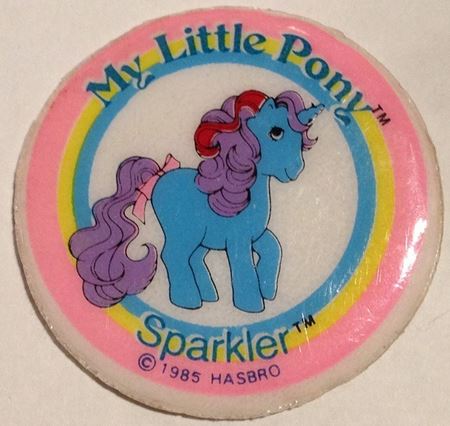 My Little Pony™
Sparkler™
© 1985 HASBRO